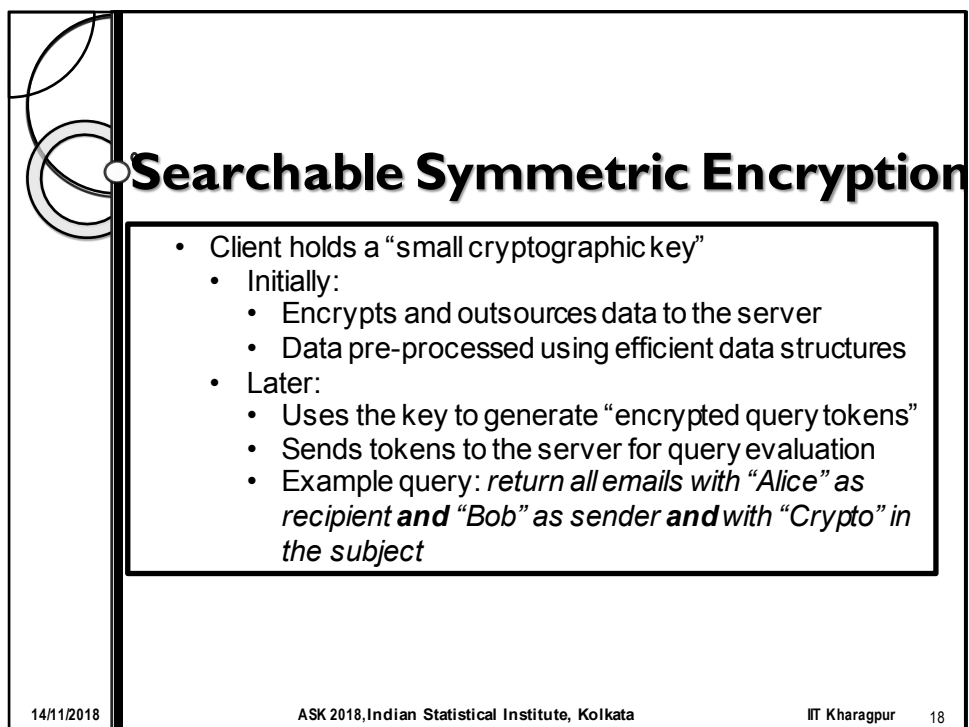 Searchable Symmetric Encryption
• Client holds a “small cryptographic key”
• Initially:
• Encrypts and outsources data to the server
• Data pre-processed using efficient data structures
• Later:
• Uses the key to generate “encrypted query tokens”
• Sends tokens to the server for query evaluation
• Example query: return all emails with “Alice” as
recipient and “Bob” as sender and with “Crypto” in
the subject
14/11/2018 ASK 2018, Indian Statistical Institute, Kolkata IIT Kharagpur 18